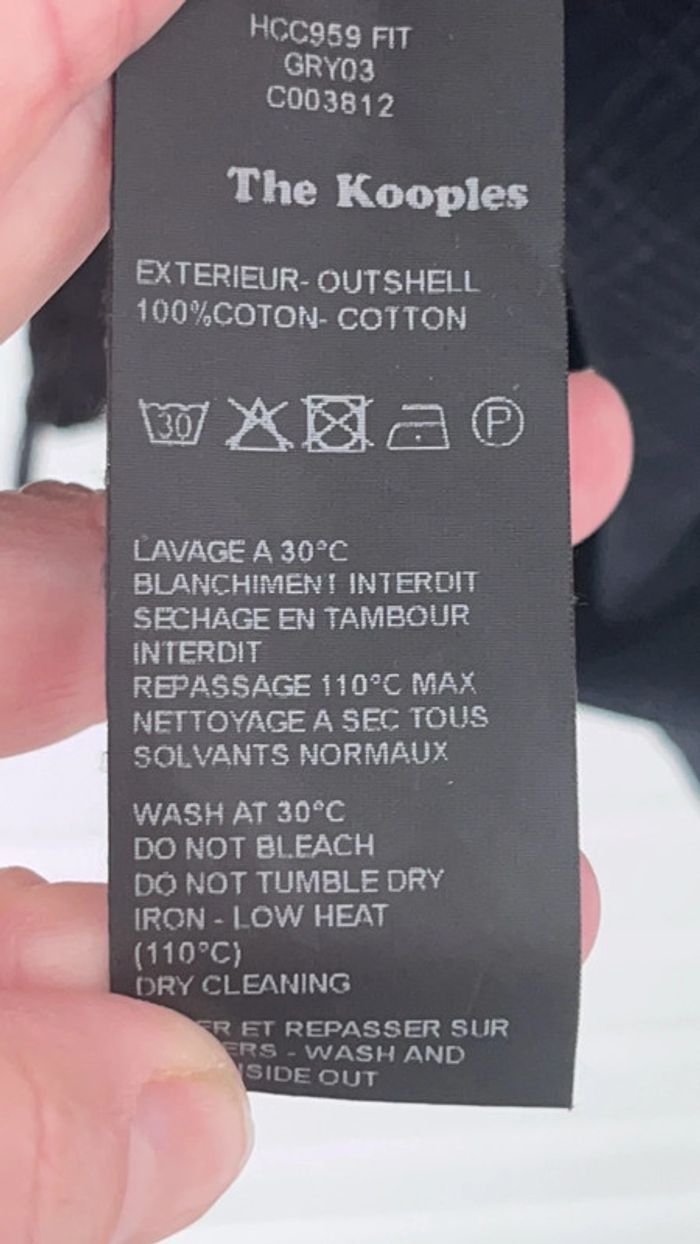 HCC959 FIT
GRY03
C003812
The Kooples
EXTERIEUR- OUTSHELL
100%COTON- COTTON
30 P
LAVAGE A 30°C
BLANCHIMENT INTERDIT
SECHAGE EN TAMBOUR
INTERDIT
REPASSAGE 110°C MAX
NETTOYAGE A SEC TOUS
SOLVANTS NORMAUX
WASH AT 30°C
DO NOT BLEACH
DO NOT TUMBLE DRY
IRON - LOW HEAT
(110°C)
DRY CLEANING
ET REPASSER SUR
- WASH AND
OUT